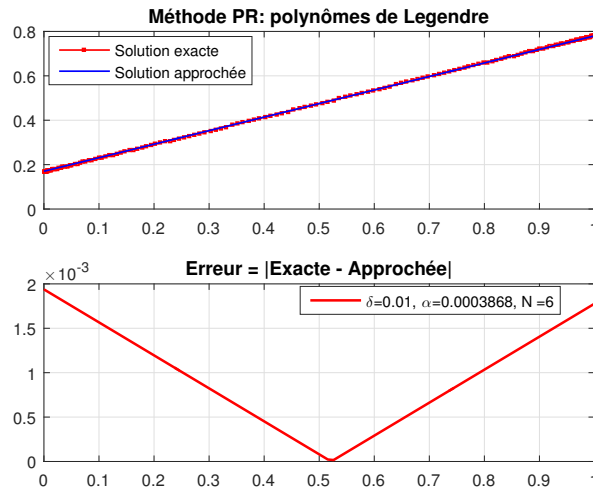 Méthode PR: polynômes de Legendre
Solution exacte
Solution approchée
0.8
0.6
0.4
0.2
0
0 0.1 0.2 0.3 0.4 0.5 0.6 0.7 0.8 0.9 1
Erreur = |Exacte - Approchée|
×10⁻³
δ=0.01, α=0.0003868, N =6
2
1.5
1
0.5
0
0 0.1 0.2 0.3 0.4 0.5 0.6 0.7 0.8 0.9 1